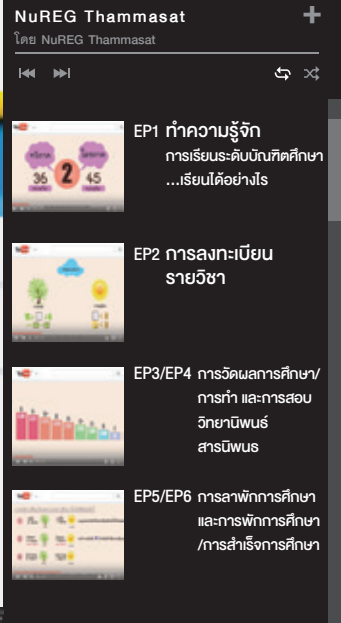 NuREG Thammasat
โดย NuREG Thammasat
EP1 ทำความรู้จัก
การเรียนระดับบัณฑิตศึกษา
...เรียนได้อย่างไร
2
36
45
EP2 การลงทะเบียน
รายวิชา
EP3/EP4 การวัดผลการศึกษา/
การทำ และการสอบ
วิทยานิพนธ์
สารนิพนธ
EP5/EP6 การลาพักการศึกษา
และการพักการศึกษา
/การสำเร็จการศึกษา